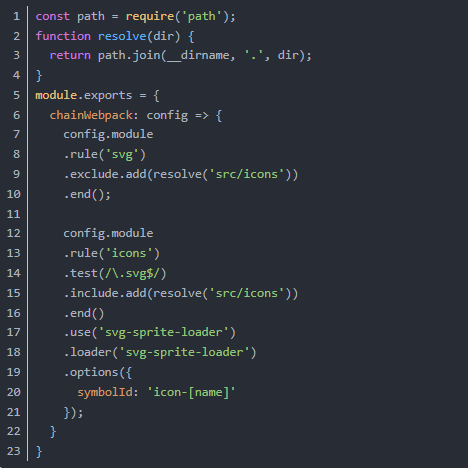 1 const path = require('path');
2 function resolve(dir) {
3   return path.join(__dirname, '.', dir);
4 }
5 module.exports = {
6   chainWebpack: config => {
7     config.module
8     .rule('svg')
9     .exclude.add(resolve('src/icons'))
10     .end();
11
12     config.module
13     .rule('icons')
14     .test(/\.svg$/)
15     .include.add(resolve('src/icons'))
16     .end()
17     .use('svg-sprite-loader')
18     .loader('svg-sprite-loader')
19     .options({
20       symbolId: 'icon-[name]'
21     });
22   }
23 }